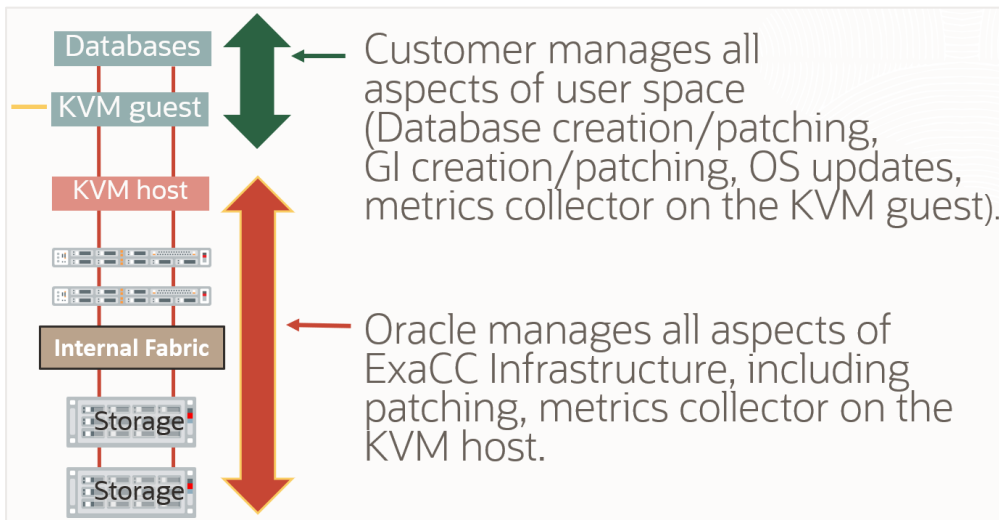 Databases
KVM guest
KVM host
Internal Fabric
Storage
Storage
Customer manages all
aspects of user space
(Database creation/patching,
GI creation/patching, OS updates,
metrics collector on the KVM guest).
Oracle manages all aspects of
ExaCC Infrastructure, including
patching, metrics collector on the
KVM host.